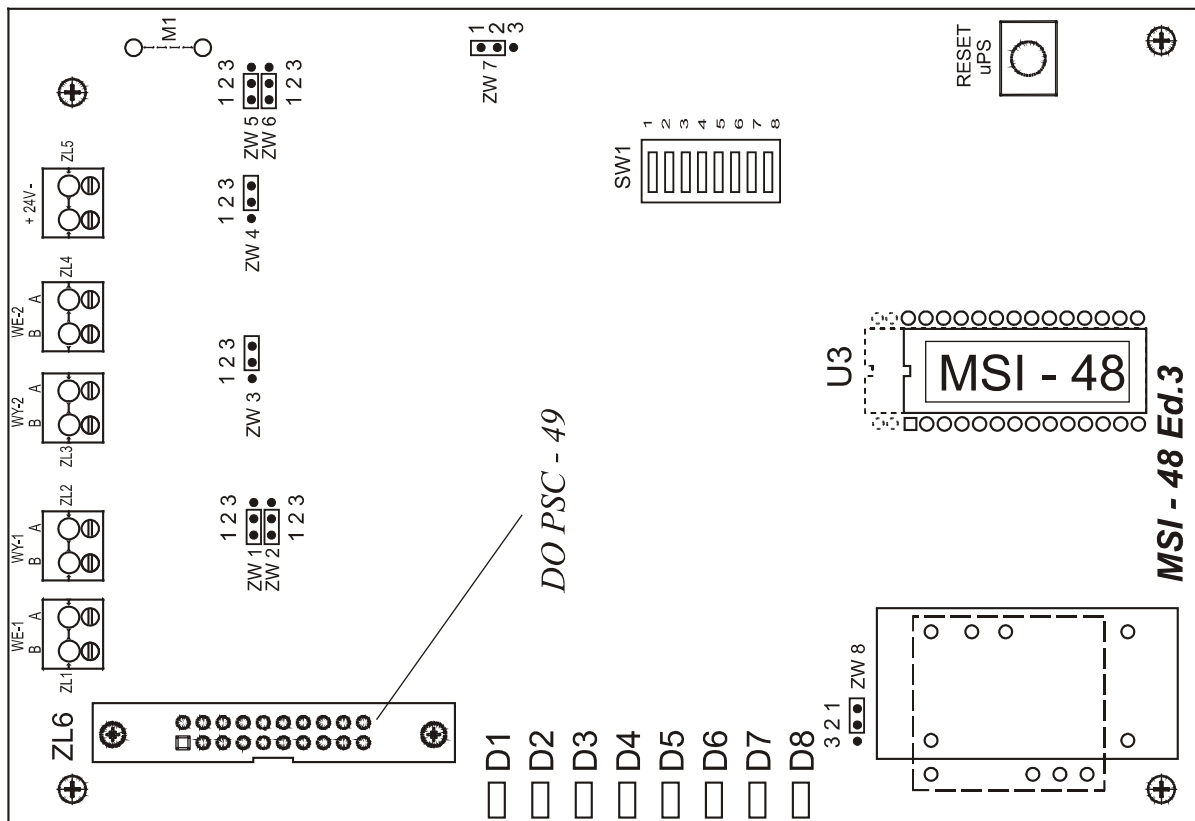 M1
1
2
3
ZW 7
RESET
uPS
1 2 3
ZW 5
ZW 6
1 2 3
ZL5
+ 24V -
1 2 3
ZW 4
SW1
1
2
3
4
5
6
7
8
ZL4
A
WE-2
B
1 2 3
ZW 3
A
WY-2
B
ZL3
U3
MSI - 48
MSI - 48 Ed.3
DO PSC - 49
ZL2
A
WY-1
B
1 2 3
ZW 1
ZW 2
1 2 3
A
WE-1
B
ZL1
ZL6
D1
D2
D3
D4
D5
D6
D7
D8
3 2 1
ZW 8